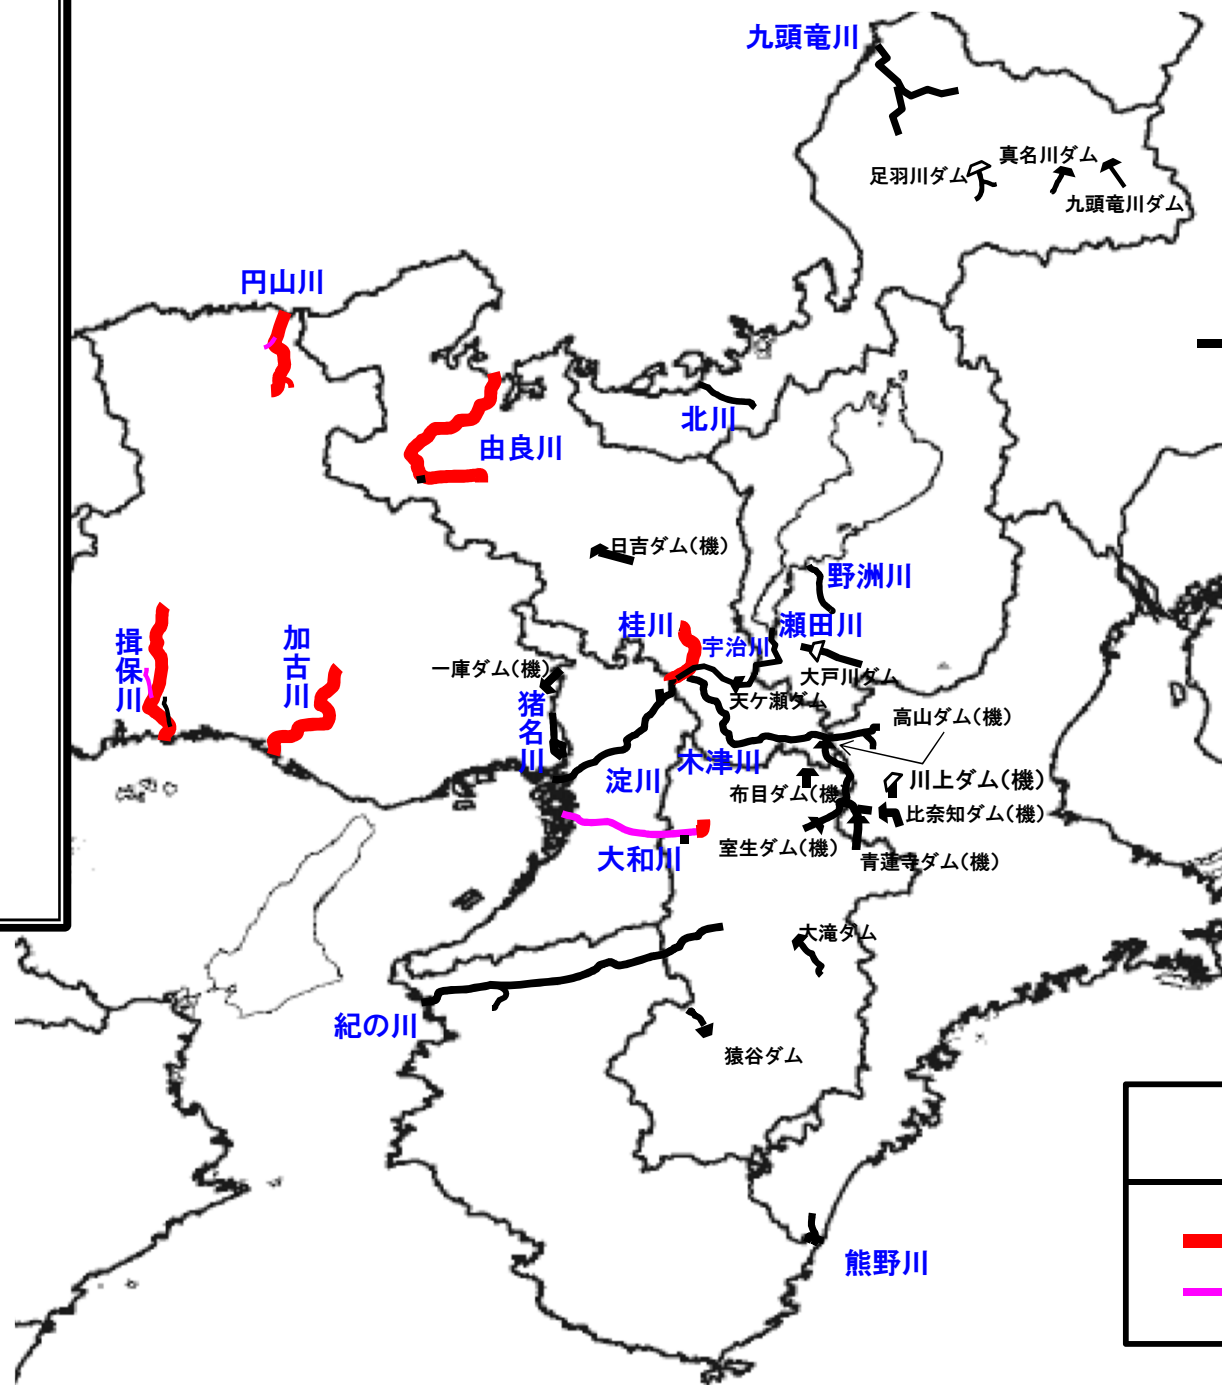 九頭竜川
真名川ダム
足羽川ダム
九頭竜川ダム
円山川
北川
由良川
日吉ダム(機)
野洲川
桂川
宇治川
瀬田川
揖保川
加古川
一庫ダム(機)
大戸川ダム
天ケ瀬ダム
猪名川
高山ダム(機)
木津川
淀川
川上ダム(機)
布目ダム(機
比奈知ダム(機)
大和川
室生ダム(機)
青蓮寺ダム(機)
大滝ダム
紀の川
猿谷ダム
熊野川